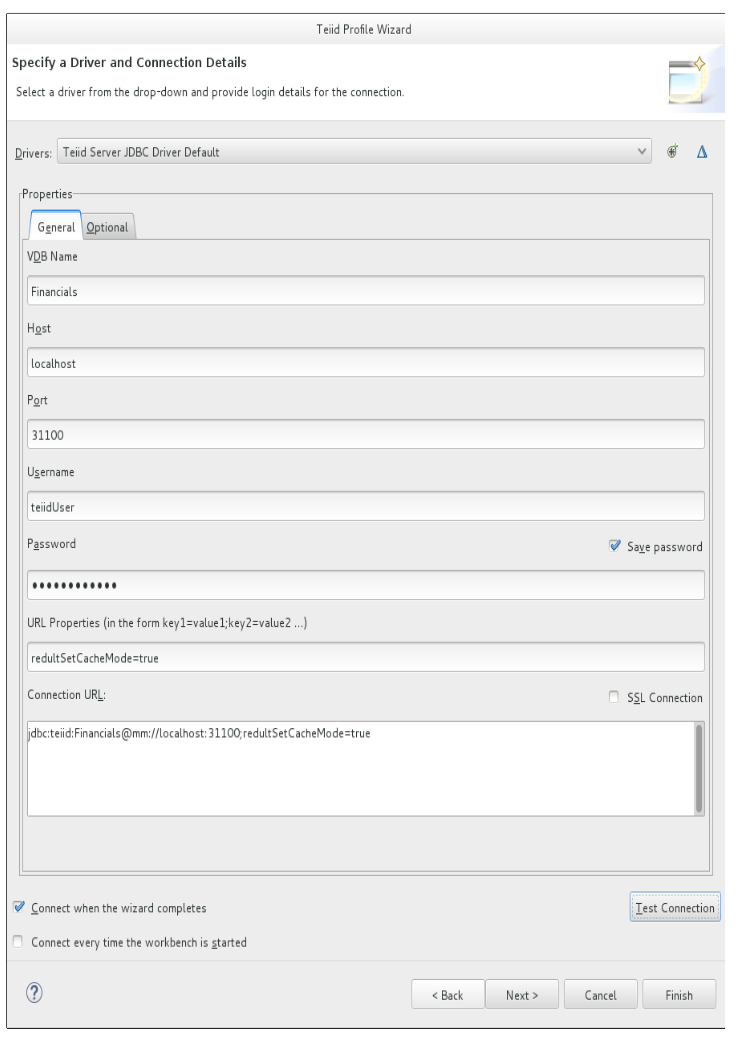 Teiid Profile Wizard
Specify a Driver and Connection Details
Select a driver from the drop-down and provide login details for the connection.
Drivers: Teiid Server JDBC Driver Default
Properties
General Optional
VDB Name
Financials
Host
localhost
Port
31100
Username
teiidUser
Password Save password
••••••••••••
URL Properties (in the form key1=value1;key2=value2 ...)
redultSetCacheMode=true
Connection URL: SSL Connection
jdbc:teiid:Financials@mm://localhost:31100;redultSetCacheMode=true
Connect when the wizard completes Test Connection
Connect every time the workbench is started
? < Back Next > Cancel Finish